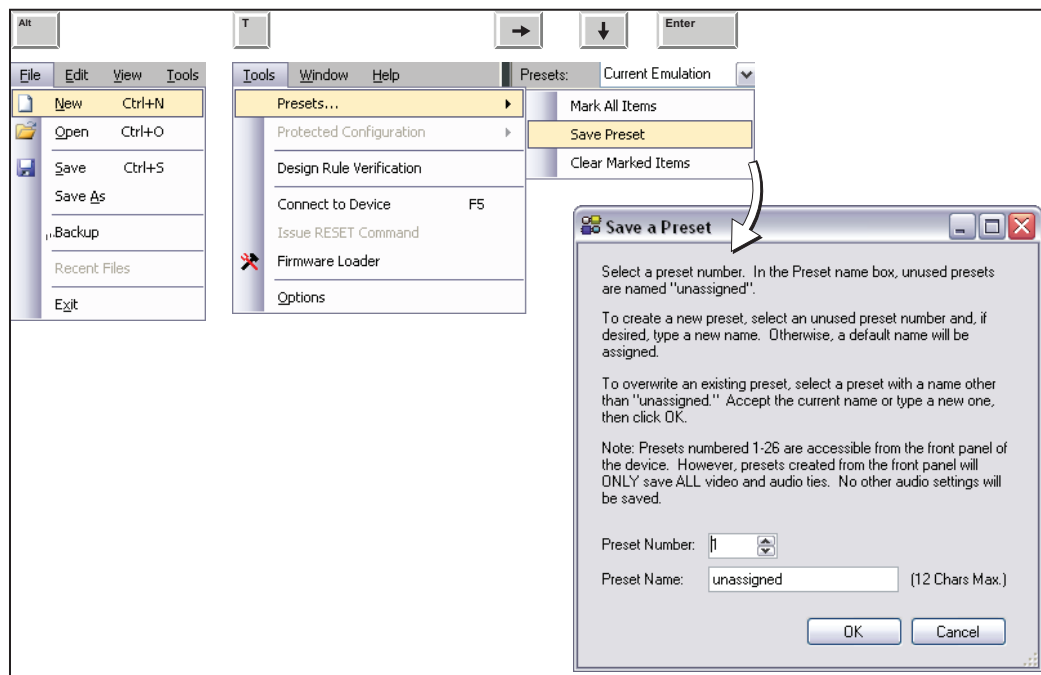 Alt
T
Enter
File Edit View Tools
New Ctrl+N
Open Ctrl+O
Save Ctrl+S
Save As
Backup
Recent Files
Exit
Tools Window Help
Presets...
Protected Configuration
Design Rule Verification
Connect to Device F5
Issue RESET Command
Firmware Loader
Options
Presets: Current Emulation
Mark All Items
Save Preset
Clear Marked Items
Save a Preset
Select a preset number. In the Preset name box, unused presets
are named "unassigned".
To create a new preset, select an unused preset number and, if
desired, type a new name. Otherwise, a default name will be
assigned.
To overwrite an existing preset, select a preset with a name other
than "unassigned." Accept the current name or type a new one,
then click OK.
Note: Presets numbered 1-26 are accessible from the front panel of
the device. However, presets created from the front panel will
ONLY save ALL video and audio ties. No other audio settings will
be saved.
Preset Number: 1
Preset Name: unassigned (12 Chars Max.)
OK Cancel